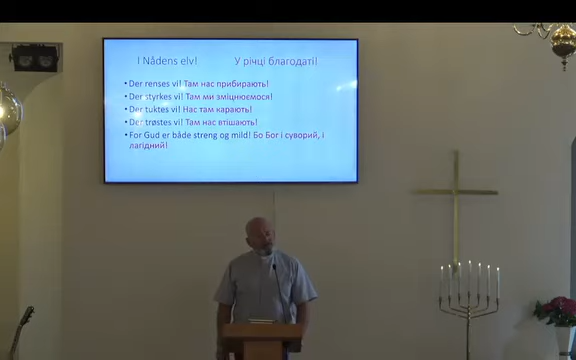 I Nådens elv! У річці благодаті!
• Der renses vi! Там нас прибирають!
• Der styrkes vi! Там ми зміцнюємося!
• Der tuktes vi! Нас там карають!
• Der trøstes vi! Там нас втішають!
• For Gud er både streng og mild! Бо Бог і суворий, і
лагідний!